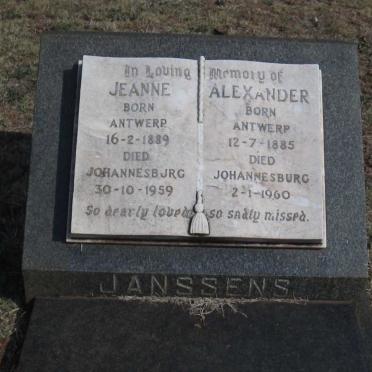 In Loving Memory of
JEANNE
BORN
ANTWERP
16-2-1889
DIED
JOHANNESBURG
30-10-1959
ALEXANDER
BORN
ANTWERP
12-7-1885
DIED
JOHANNESBURG
2-1-1960
So dearly loved, so sadly missed.
JANSSENS